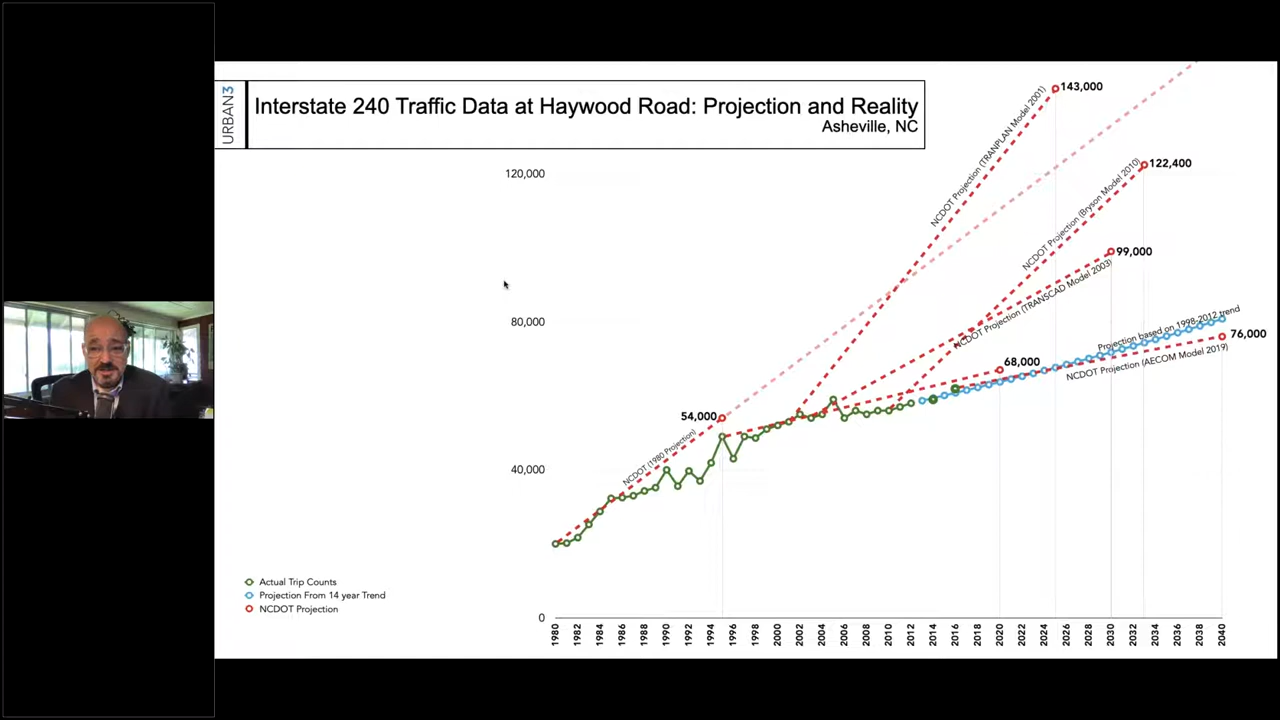 URBAN3
Interstate 240 Traffic Data at Haywood Road: Projection and Reality
Asheville, NC
143,000
NCDOT Projection (TRANPLAN Model 2001)
122,400
NCDOT Projection (Bryson Model 2010)
99,000
NCDOT Projection (TRANSCAD Model 2003)
Projection based on 1998-2012 trend
76,000
NCDOT Projection (AECOM Model 2019)
68,000
54,000
NCDOT (1980 Projection)
120,000
80,000
40,000
0
Actual Trip Counts
Projection From 14 year Trend
NCDOT Projection
1980 1982 1984 1986 1988 1990 1992 1994 1996 1998 2000 2002 2004 2006 2008 2010 2012 2014 2016 2018 2020 2022 2024 2026 2028 2030 2032 2034 2036 2038 2040